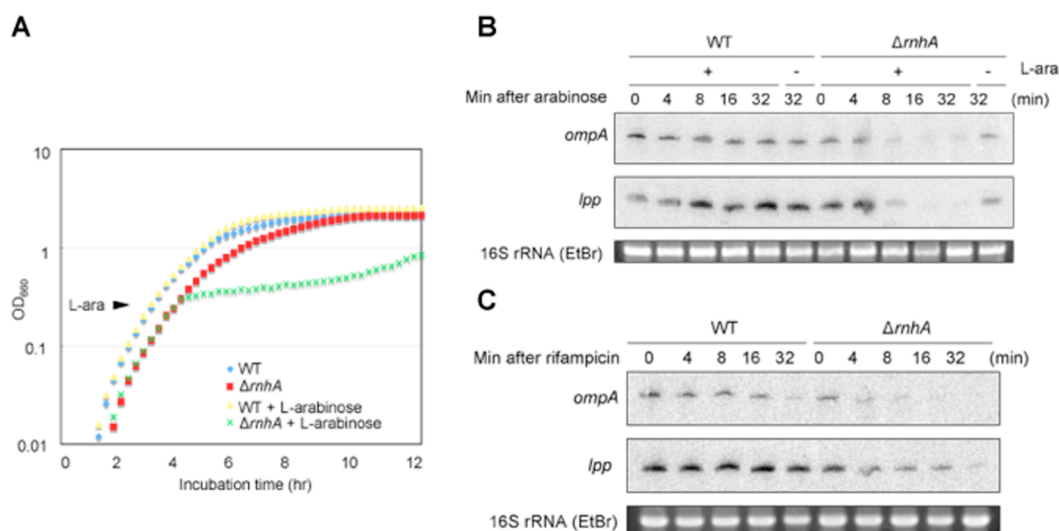 A
10
1
0.1
0.01
OD660
L-ara
WT
ΔrnhA
WT + L-arabinose
ΔrnhA + L-arabinose
0 2 4 6 8 10 12
Incubation time (hr)
B
WT ΔrnhA
+ - + - L-ara
Min after arabinose 0 4 8 16 32 32 0 4 8 16 32 32 (min)
ompA
lpp
16S rRNA (EtBr)
C
WT ΔrnhA
Min after rifampicin 0 4 8 16 32 0 4 8 16 32 (min)
ompA
lpp
16S rRNA (EtBr)